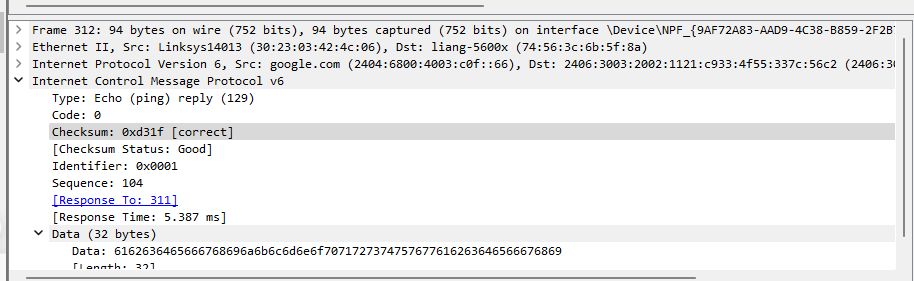 Frame 312: 94 bytes on wire (752 bits), 94 bytes captured (752 bits) on interface \Device\NPF_{9AF72A83-AAD9-4C38-B859-2F2B
Ethernet II, Src: Linksys14013 (30:23:03:42:4c:06), Dst: liang-5600x (74:56:3c:6b:5f:8a)
Internet Protocol Version 6, Src: google.com (2404:6800:4003:c0f::66), Dst: 2406:3003:2002:1121:c933:4f55:337c:56c2 (2406:30
Internet Control Message Protocol v6
Type: Echo (ping) reply (129)
Code: 0
Checksum: 0xd31f [correct]
[Checksum Status: Good]
Identifier: 0x0001
Sequence: 104
[Response To: 311]
[Response Time: 5.387 ms]
Data (32 bytes)
Data: 6162636465666768696a6b6c6d6e6f7071727374757677616263646566676869
[Length: 32]